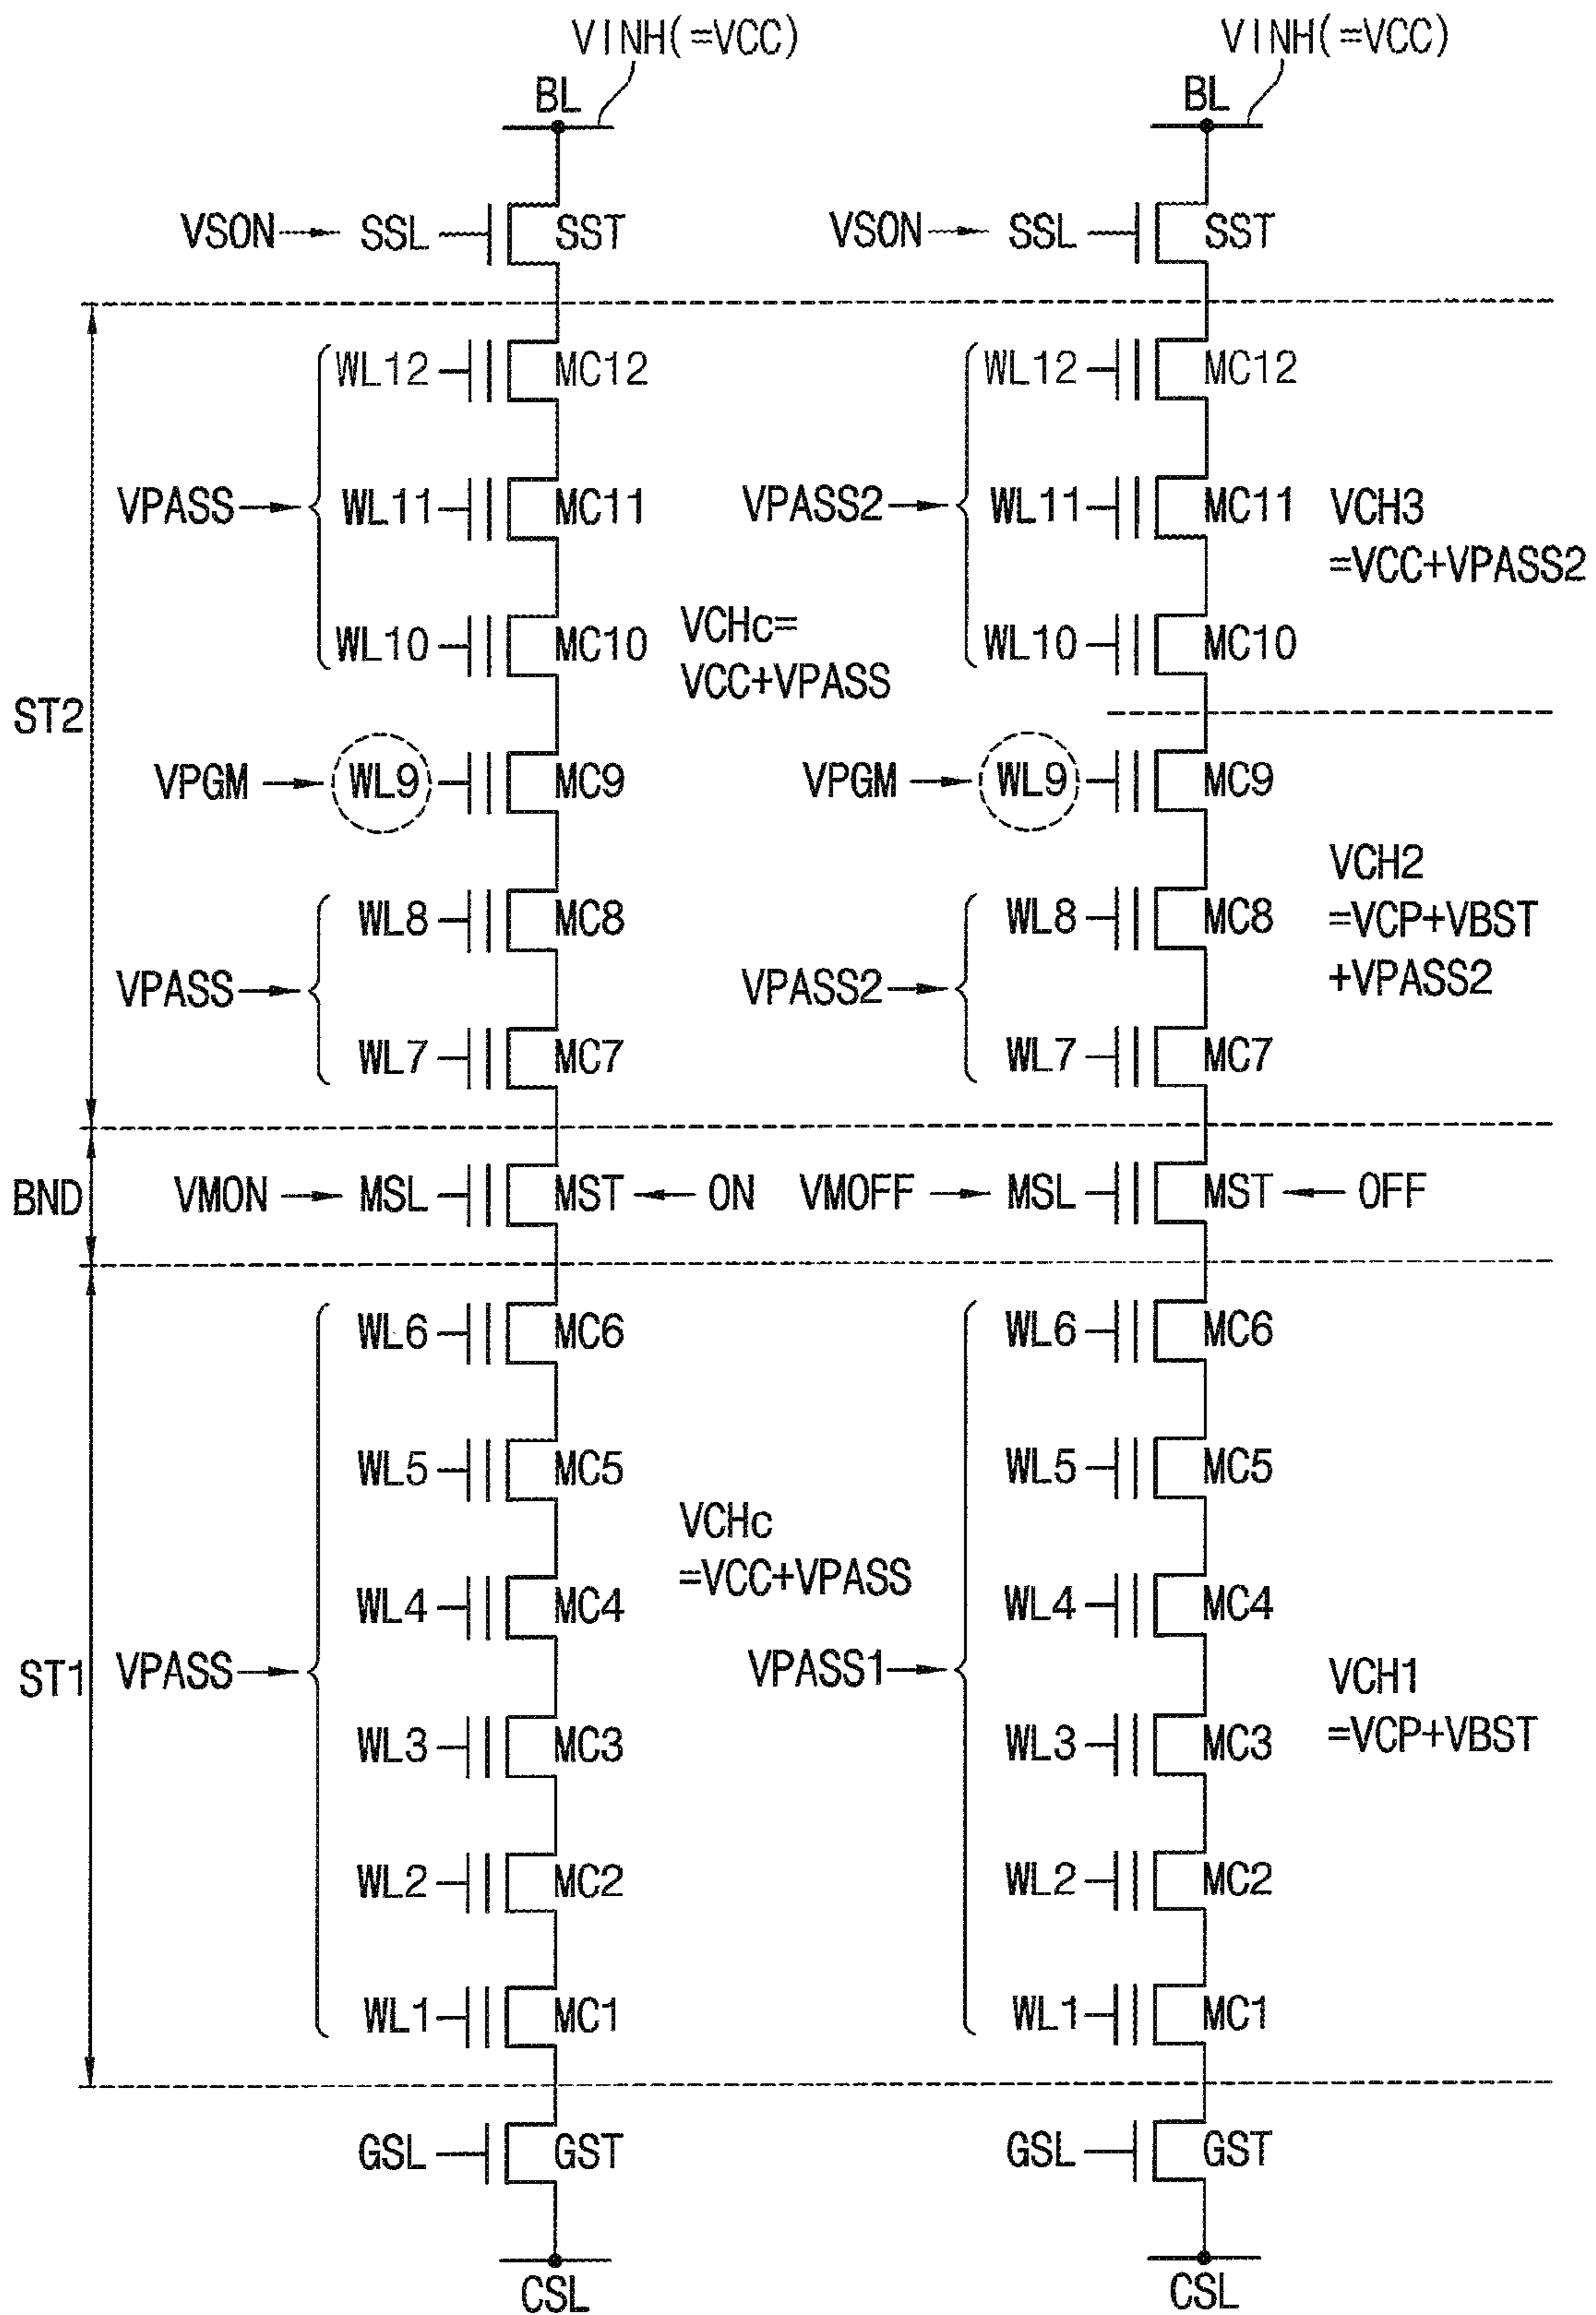 VINH(=VCC) VINH(=VCC)
BL BL
VSON SSL SST VSON SSL SST
WL12 MC12 WL12 MC12
VPASS WL11 MC11 VPASS2 WL11 MC11 VCH3
=VCC+VPASS2
WL10 MC10 VCHc= WL10 MC10
VCC+VPASS
ST2
VPGM WL9 MC9 VPGM WL9 MC9
VCH2
WL8 MC8 WL8 MC8 =VCP+VBST
VPASS VPASS2 +VPASS2
WL7 MC7 WL7 MC7
BND VMON MSL MST ON VMOFF MSL MST OFF
WL6 MC6 WL6 MC6
WL5 MC5 WL5 MC5
VCHc
=VCC+VPASS
WL4 MC4 WL4 MC4
ST1 VPASS VPASS1 VCH1
WL3 MC3 WL3 MC3 =VCP+VBST
WL2 MC2 WL2 MC2
WL1 MC1 WL1 MC1
GSL GST GSL GST
CSL CSL